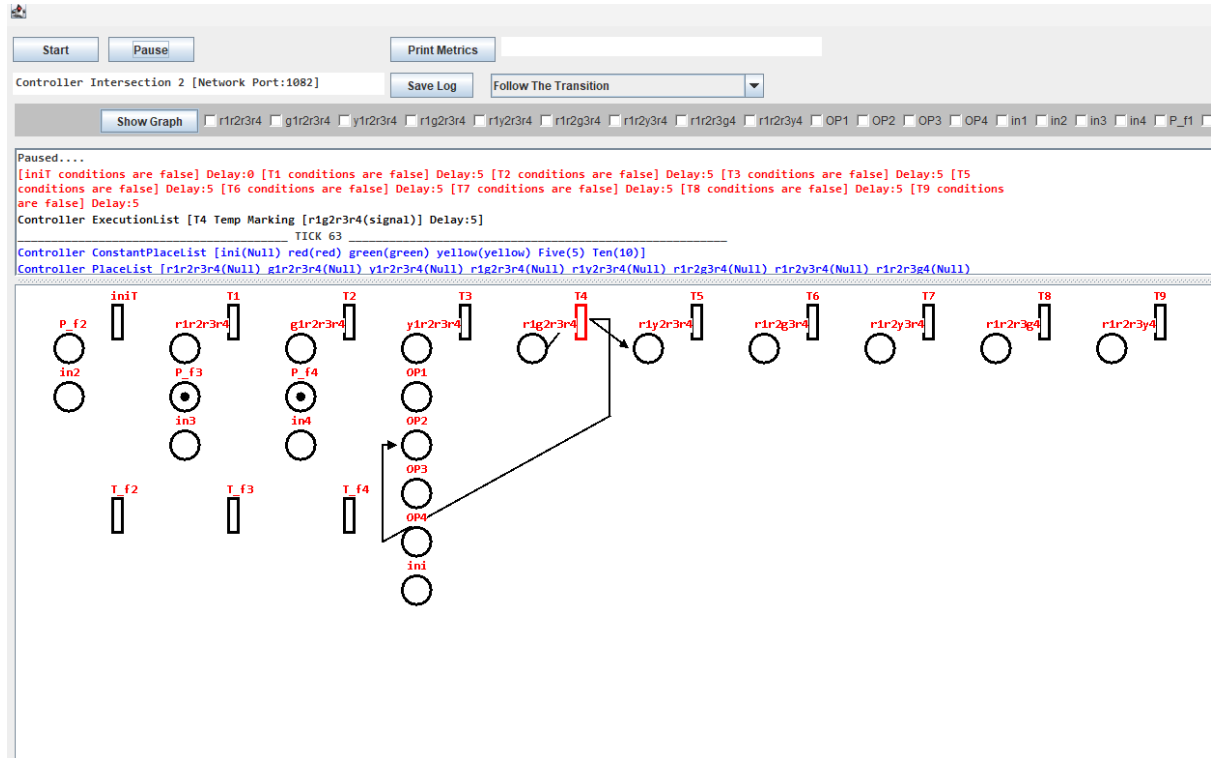 Start Pause Print Metrics
Controller Intersection 2 [Network Port:1082] Save Log Follow The Transition
Show Graph r1r2r3r4 g1r2r3r4 y1r2r3r4 r1g2r3r4 r1y2r3r4 r1r2g3r4 r1r2y3r4 r1r2r3g4 r1r2r3y4 OP1 OP2 OP3 OP4 in1 in2 in3 in4 P_f1
Paused....
[iniT conditions are false] Delay:0 [T1 conditions are false] Delay:5 [T2 conditions are false] Delay:5 [T3 conditions are false] Delay:5 [T5
conditions are false] Delay:5 [T6 conditions are false] Delay:5 [T7 conditions are false] Delay:5 [T8 conditions are false] Delay:5 [T9 conditions
are false] Delay:5
Controller ExecutionList [T4 Temp Marking [r1g2r3r4(signal)] Delay:5]
TICK 63
Controller ConstantPlaceList [ini(Null) red(red) green(green) yellow(yellow) Five(5) Ten(10)]
Controller PlaceList [r1r2r3r4(Null) g1r2r3r4(Null) y1r2r3r4(Null) r1g2r3r4(Null) r1y2r3r4(Null) r1r2g3r4(Null) r1r2y3r4(Null) r1r2r3g4(Null)
iniT T1 T2 T3 T4 T5 T6 T7 T8 T9
P_f2 r1r2r3r4 g1r2r3r4 y1r2r3r4 r1g2r3r4 r1y2r3r4 r1r2g3r4 r1r2y3r4 r1r2r3g4 r1r2r3y4
in2 P_f3 P_f4 OP1
in3 in4 OP2
OP3
T_f2 T_f3 T_f4
OP4
ini